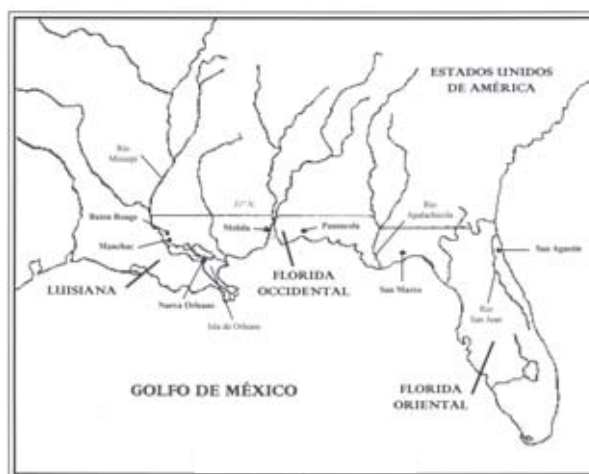 ESTADOS UNIDOS
DE AMÉRICA
Río
Misisipi
31º N.
Río
Apalachicola
Baton Rouge
Mobila
Panzacola
Manchac
San Agustín
FLORIDA
OCCIDENTAL
San Marcos
LUISIANA
Nueva Orleans
Isla de Orleans
Río
San Juan
GOLFO DE MÉXICO
FLORIDA
ORIENTAL